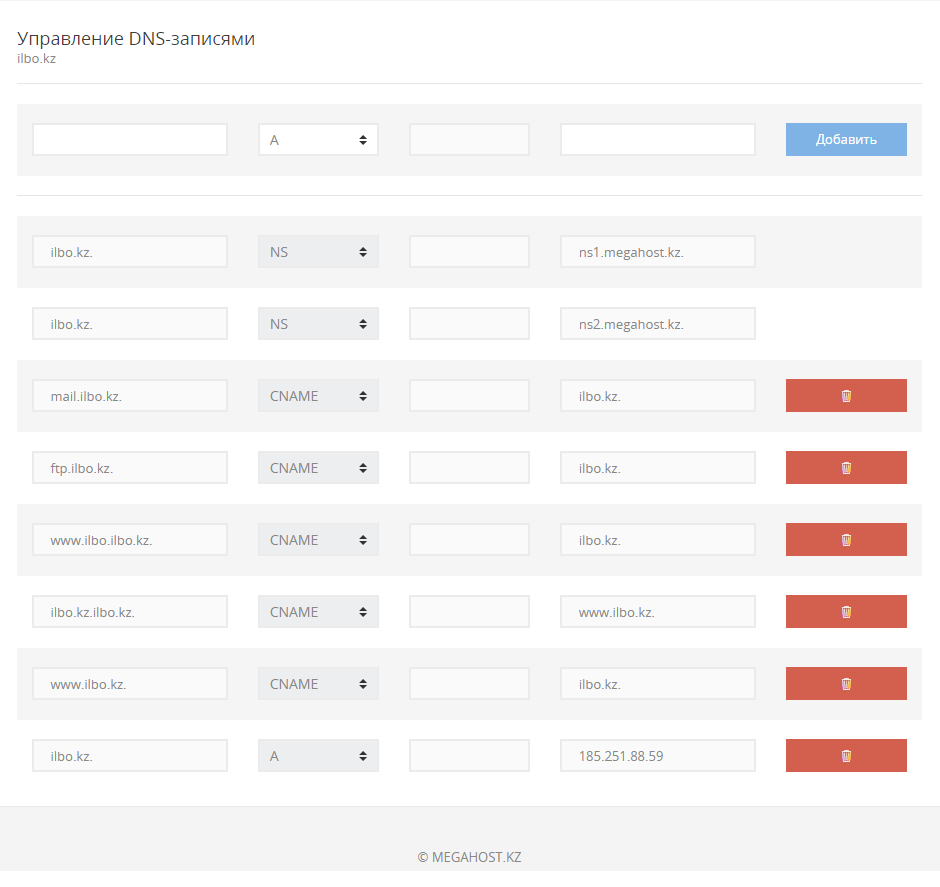 Управление DNS-записями
ilbo.kz
A Добавить
ilbo.kz. NS ns1.megahost.kz.
ilbo.kz. NS ns2.megahost.kz.
mail.ilbo.kz. CNAME ilbo.kz.
ftp.ilbo.kz. CNAME ilbo.kz.
www.ilbo.ilbo.kz. CNAME ilbo.kz.
ilbo.kz.ilbo.kz. CNAME www.ilbo.kz.
www.ilbo.kz. CNAME ilbo.kz.
ilbo.kz. A 185.251.88.59
© MEGAHOST.KZ